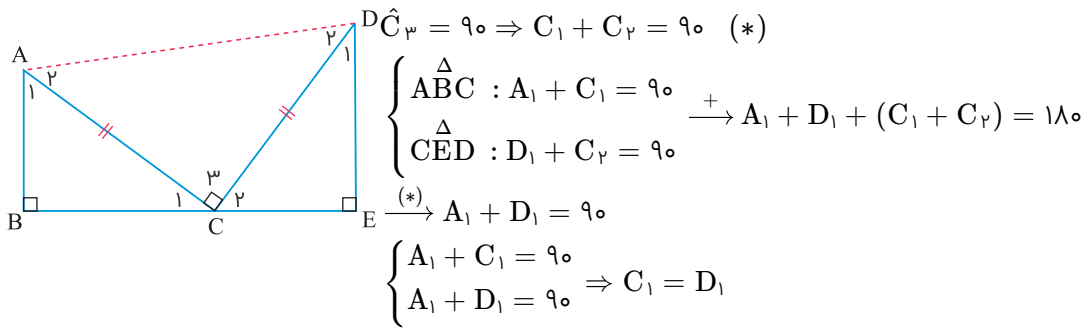 A
D
۲
۱
۲
۱
۳
۱
۲
B
C
E
Ĉ۳ = ۹۰ ⇒ C۱ + C۲ = ۹۰ (*)
Δ
ABC : A۱ + C۱ = ۹۰
Δ
CED : D۱ + C۲ = ۹۰
+
⟶ A۱ + D۱ + (C۱ + C۲) = ۱۸۰
(*)
⟶ A۱ + D۱ = ۹۰
A۱ + C۱ = ۹۰
A۱ + D۱ = ۹۰
⇒ C۱ = D۱